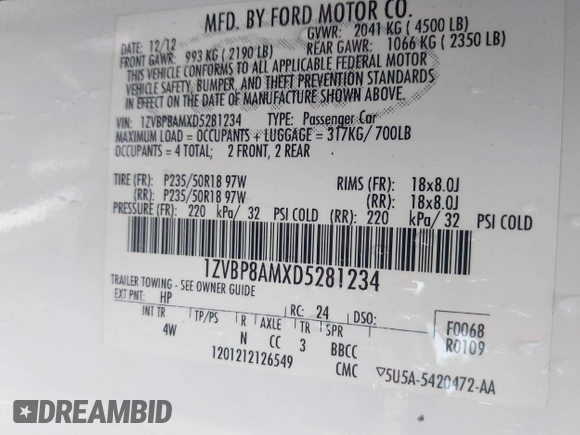 MFD. BY FORD MOTOR CO.
DATE: 12/12 GVWR: 2041 KG ( 4500 LB)
FRONT GAWR: 993 KG ( 2190 LB) REAR GAWR: 1066 KG ( 2350 LB)
THIS VEHICLE CONFORMS TO ALL APPLICABLE FEDERAL MOTOR
VEHICLE SAFETY, BUMPER, AND THEFT PREVENTION STANDARDS
IN EFFECT ON THE DATE OF MANUFACTURE SHOWN ABOVE.
VIN: 1ZVBP8AMXD5281234 TYPE: Passenger Car
MAXIMUM LOAD = OCCUPANTS + LUGGAGE = 317KG/ 700LB
OCCUPANTS = 4 TOTAL; 2 FRONT, 2 REAR
TIRE (FR): P235/50R18 97W RIMS (FR): 18x8.0J
(RR): P235/50R18 97W (RR): 18x8.0J
PRESSURE (FR): 220 kPa/ 32 PSI COLD (RR): 220 kPa/ 32 PSI COLD
1ZVBP8AMXD5281234
TRAILER TOWING - SEE OWNER GUIDE
EXT PNT: HP RC: 24 DSO: F0068
INT TR TP/PS R AXLE TR SPR R0109
4W N CC 3 BBCC
1201212126549 CMC ▽5U5A-5420472-AA
DREAMBID